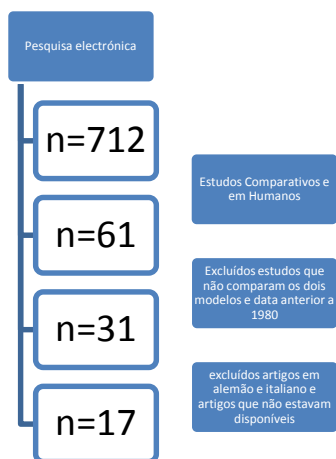 Pesquisa electrónica
n=712
Estudos Comparativos e
em Humanos
n=61
Excluídos estudos que
não comparam os dois
modelos e data anterior a
1980
n=31
excluídos artigos em
alemão e italiano e
artigos que não estavam
disponíveis
n=17